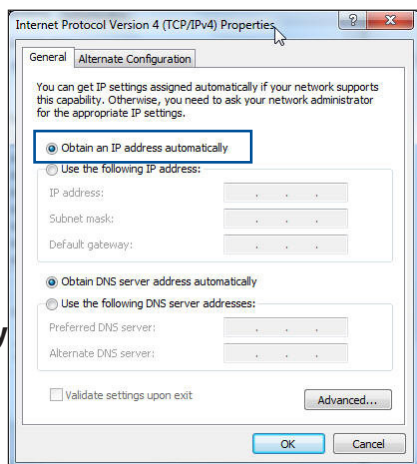 Internet Protocol Version 4 (TCP/IPv4) Properties
General
Alternate Configuration
You can get IP settings assigned automatically if your network supports
this capability. Otherwise, you need to ask your network administrator
for the appropriate IP settings.
Obtain an IP address automatically
Use the following IP address:
IP address:
Subnet mask:
Default gateway:
Obtain DNS server address automatically
Use the following DNS server addresses:
Preferred DNS server:
y
Alternate DNS server:
Validate settings upon exit
Advanced...
OK
Cancel